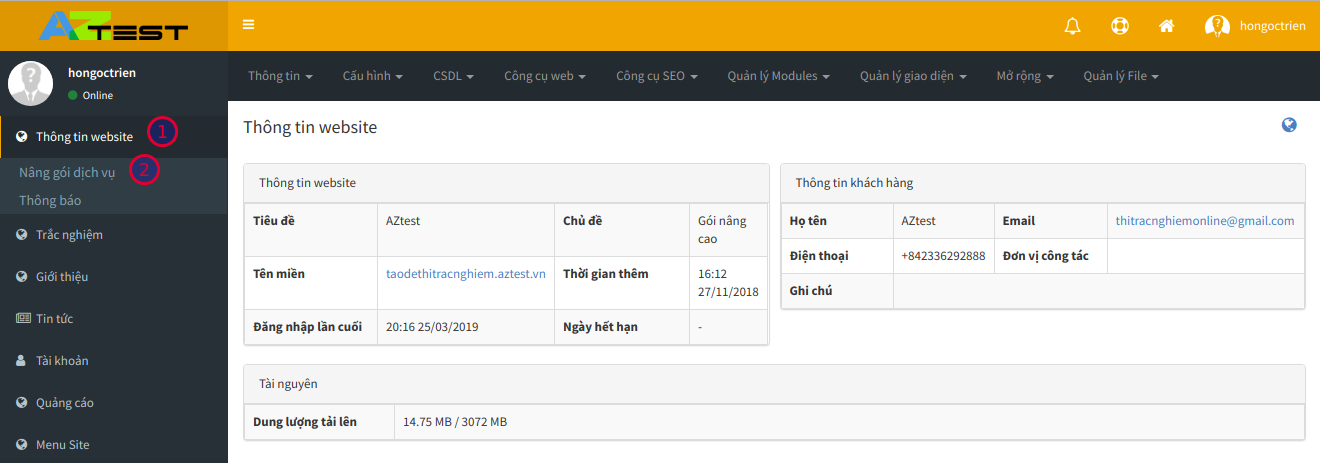 AZTEST
hongoctrien
hongoctrien
Online
Thông tin Cấu hình CSDL Công cụ web Công cụ SEO Quản lý Modules Quản lý giao diện Mở rộng Quản lý File
Thông tin website 1
Nâng gói dịch vụ 2
Thông báo
Trắc nghiệm
Giới thiệu
Tin tức
Tài khoản
Quảng cáo
Menu Site
Thông tin website
Thông tin website
Tiêu đề AZtest Chủ đề Gói nâng
cao
Tên miền taodethitracnghiem.aztest.vn Thời gian thêm 16:12
27/11/2018
Đăng nhập lần cuối 20:16 25/03/2019 Ngày hết hạn -
Thông tin khách hàng
Họ tên AZtest Email thitracnghiemonline@gmail.com
Điện thoại +842336292888 Đơn vị công tác
Ghi chú
Tài nguyên
Dung lượng tải lên 14.75 MB / 3072 MB